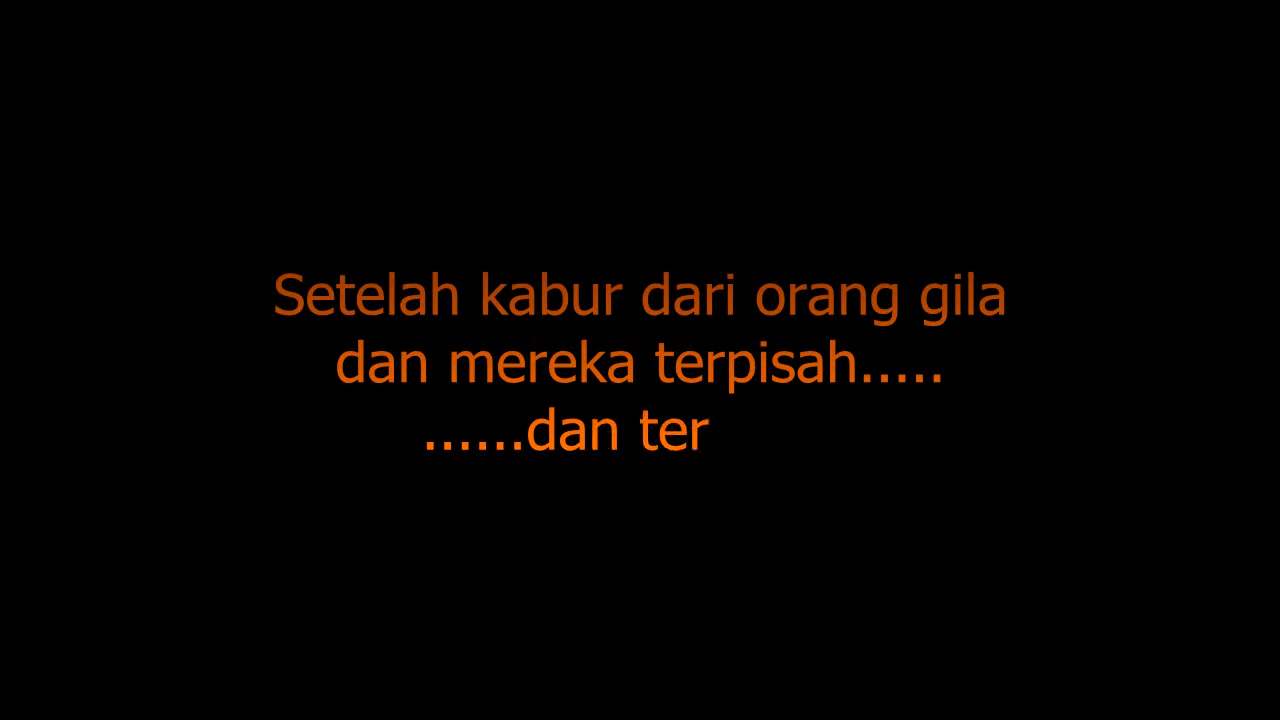 Setelah kabur dari orang gila
dan mereka terpisah.....
......dan ter